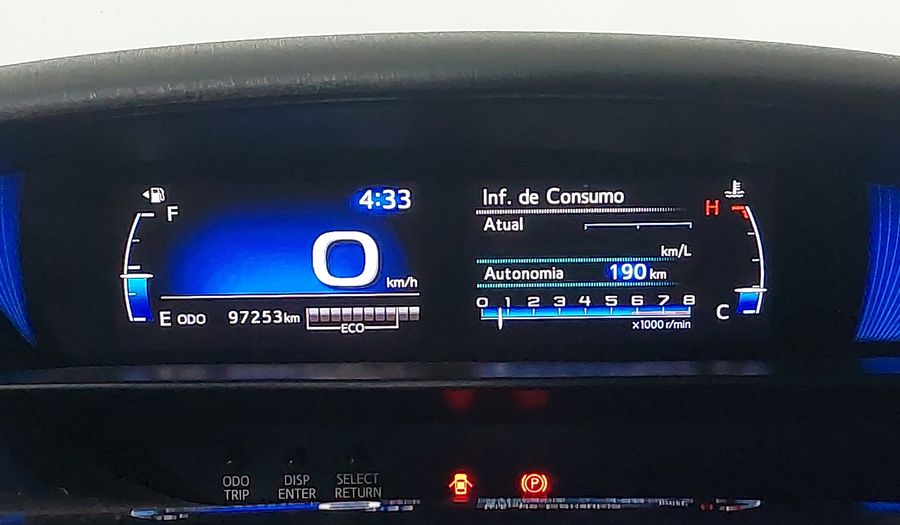 4:33
F
0
km/h
E ODO 97253km
ECO
Inf. de Consumo
H
Atual
km/L
Autonomia 190 km
0 1 2 3 4 5 6 7 8
C
×1000 r/min
ODO TRIP
DISP ENTER
SELECT RETURN
P